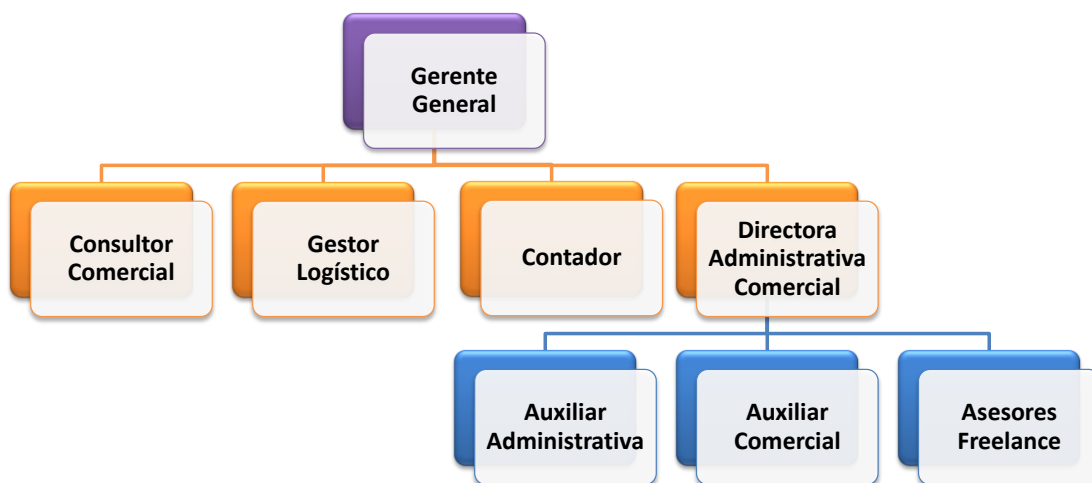 Gerente
General
Consultor
Comercial
Gestor
Logístico
Contador
Directora
Administrativa
Comercial
Auxiliar
Administrativa
Auxiliar
Comercial
Asesores
Freelance